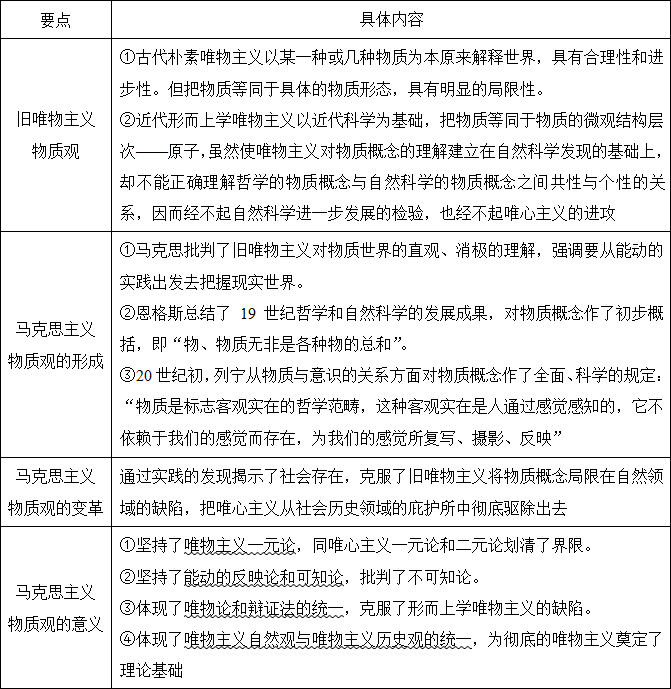 要点
具体内容
旧唯物主义
物质观
①古代朴素唯物主义以某一种或几种物质为本原来解释世界，具有合理性和进
步性。但把物质等同于具体的物质形态，具有明显的局限性。
②近代形而上学唯物主义以近代科学为基础，把物质等同于物质的微观结构层
次——原子，虽然使唯物主义对物质概念的理解建立在自然科学发现的基础上，
却不能正确理解哲学的物质概念与自然科学的物质概念之间共性与个性的关
系，因而经不起自然科学进一步发展的检验，也经不起唯心主义的进攻
马克思主义
物质观的形成
①马克思批判了旧唯物主义对物质世界的直观、消极的理解，强调要从能动的
实践出发去把握现实世界。
②恩格斯总结了 19 世纪哲学和自然科学的发展成果，对物质概念作了初步概
括，即“物、物质无非是各种物的总和”。
③20世纪初，列宁从物质与意识的关系方面对物质概念作了全面、科学的规定：
“物质是标志客观实在的哲学范畴，这种客观实在是人通过感觉感知的，它不
依赖于我们的感觉而存在，为我们的感觉所复写、摄影、反映”
马克思主义
物质观的变革
通过实践的发现揭示了社会存在，克服了旧唯物主义将物质概念局限在自然领
域的缺陷，把唯心主义从社会历史领域的庇护所中彻底驱除出去
马克思主义
物质观的意义
①坚持了唯物主义一元论，同唯心主义一元论和二元论划清了界限。
②坚持了能动的反映论和可知论，批判了不可知论。
③体现了唯物论和辩证法的统一，克服了形而上学唯物主义的缺陷。
④体现了唯物主义自然观与唯物主义历史观的统一，为彻底的唯物主义奠定了
理论基础